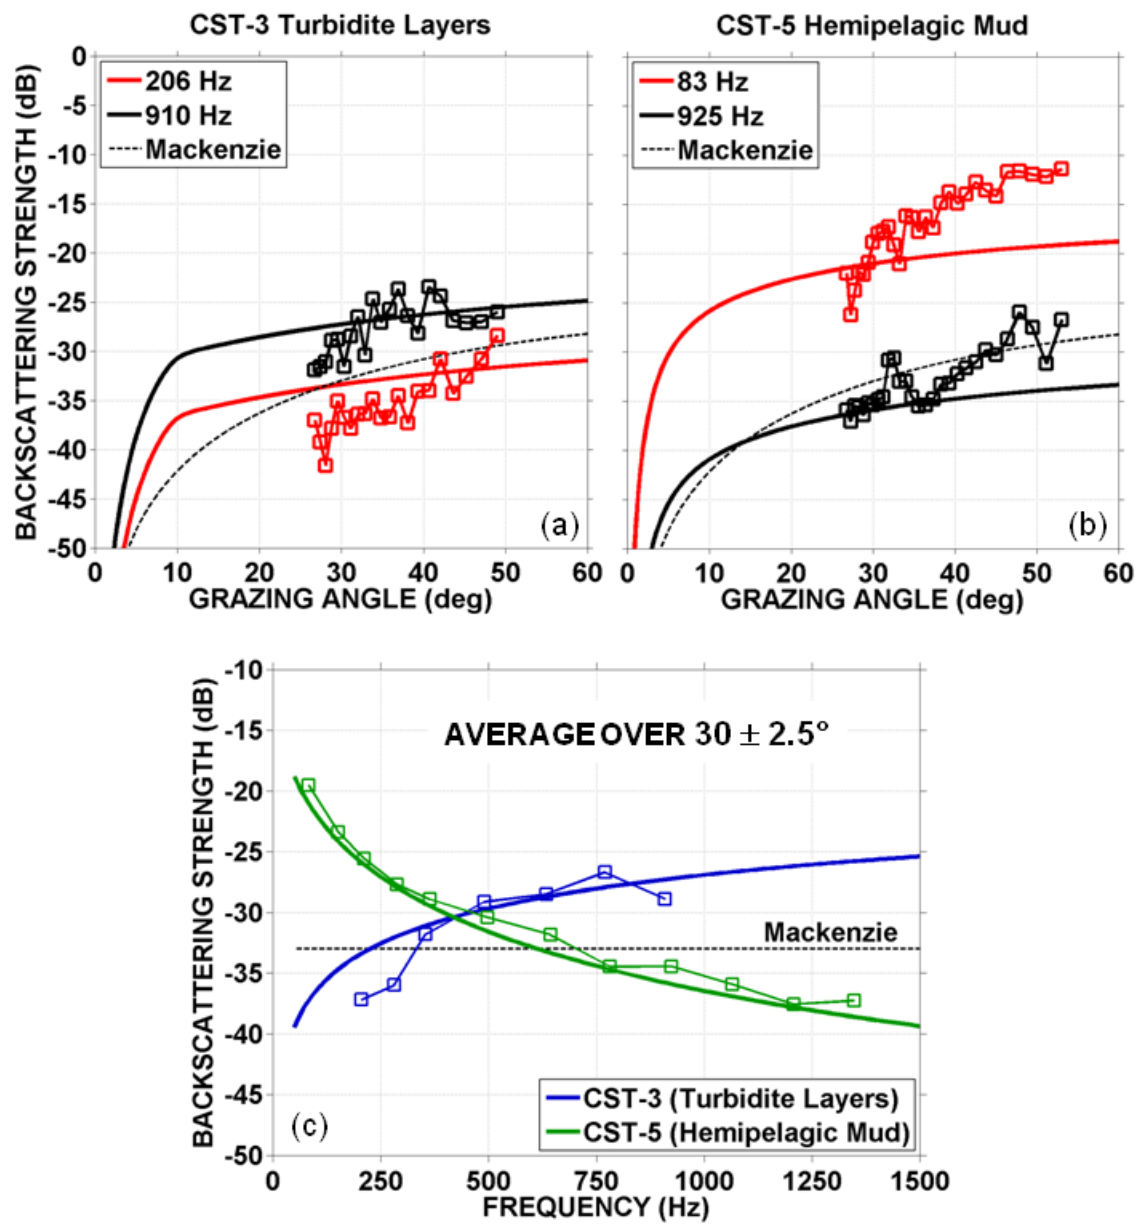 CST-3 Turbidite Layers
BACKSCATTERING STRENGTH (dB)
0
-5
-10
-15
-20
-25
-30
-35
-40
-45
-50
206 Hz
910 Hz
Mackenzie
(a)
0 10 20 30 40 50 60
GRAZING ANGLE (deg)
CST-5 Hemipelagic Mud
83 Hz
925 Hz
Mackenzie
(b)
0 10 20 30 40 50 60
GRAZING ANGLE (deg)
BACKSCATTERING STRENGTH (dB)
-10
-15
-20
-25
-30
-35
-40
-45
-50
AVERAGE OVER 30 ± 2.5°
Mackenzie
CST-3 (Turbidite Layers)
CST-5 (Hemipelagic Mud)
(c)
0 250 500 750 1000 1250 1500
FREQUENCY (Hz)